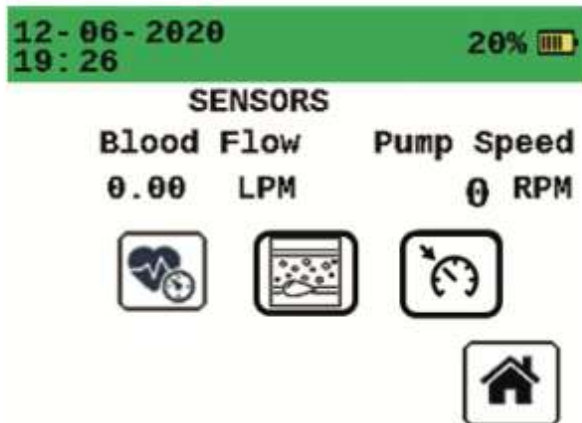 12-06-2020
19:26
20%
SENSORS
Blood Flow Pump Speed
0.00 LPM 0 RPM